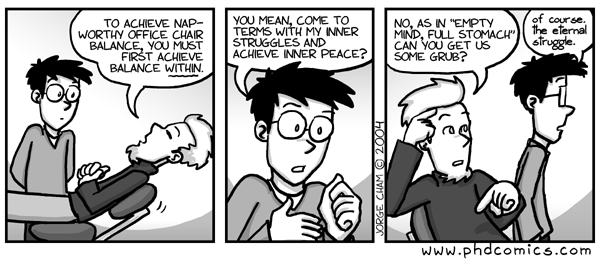 TO ACHIEVE NAP-
WORTHY OFFICE CHAIR
BALANCE, YOU MUST
FIRST ACHIEVE
BALANCE WITHIN.
YOU MEAN, COME TO
TERMS WITH MY INNER
STRUGGLES AND
ACHIEVE INNER PEACE?
NO, AS IN "EMPTY
MIND, FULL STOMACH"
CAN YOU GET US
SOME GRUB?
of course.
the eternal
struggle.
JORGE CHAM © 2004
www.phdcomics.com